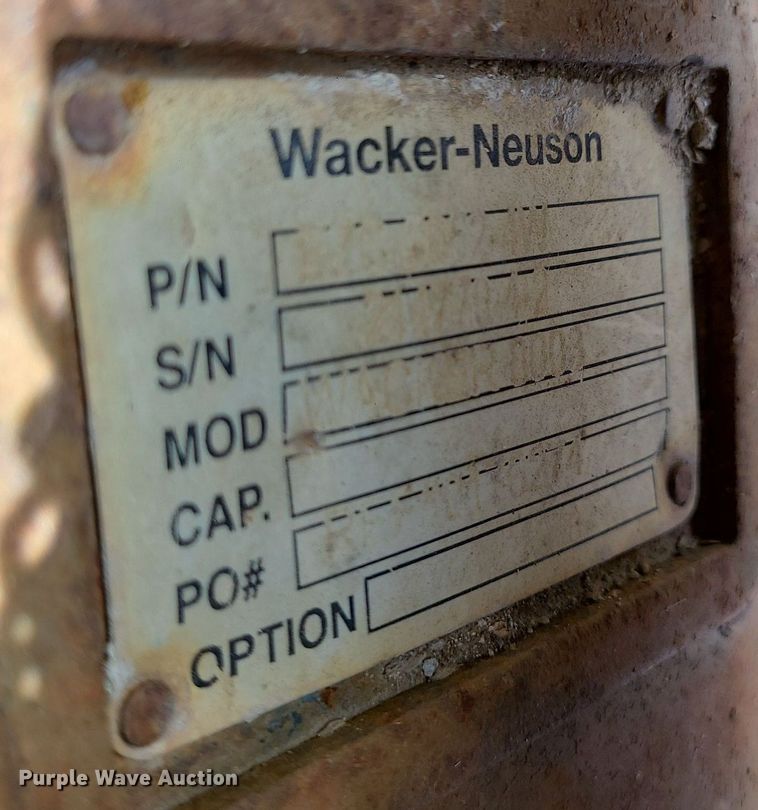 Wacker-Neuson
P/N
S/N
MOD
CAP.
PO#
OPTION
Purple Wave Auction